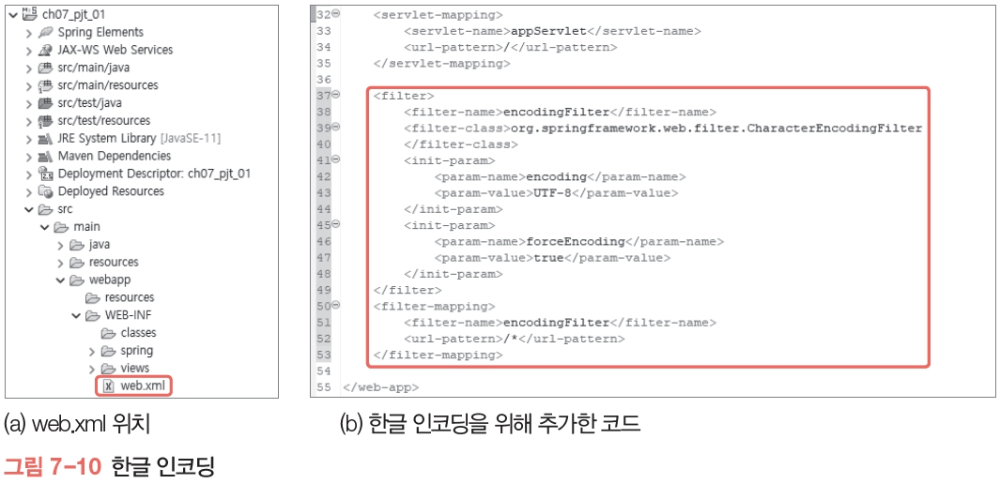 ch07_pjt_01
Spring Elements
JAX-WS Web Services
src/main/java
src/main/resources
src/test/java
src/test/resources
JRE System Library [JavaSE-11]
Maven Dependencies
Deployment Descriptor: ch07_pjt_01
Deployed Resources
src
main
java
resources
webapp
resources
WEB-INF
classes
spring
views
web.xml
(a) web.xml 위치
32 <servlet-mapping>
33 <servlet-name>appServlet</servlet-name>
34 <url-pattern>/</url-pattern>
35 </servlet-mapping>
36
37 <filter>
38 <filter-name>encodingFilter</filter-name>
39 <filter-class>org.springframework.web.filter.CharacterEncodingFilter
40 </filter-class>
41 <init-param>
42 <param-name>encoding</param-name>
43 <param-value>UTF-8</param-value>
44 </init-param>
45 <init-param>
46 <param-name>forceEncoding</param-name>
47 <param-value>true</param-value>
48 </init-param>
49 </filter>
50 <filter-mapping>
51 <filter-name>encodingFilter</filter-name>
52 <url-pattern>/*</url-pattern>
53 </filter-mapping>
54
55 </web-app>
(b) 한글 인코딩을 위해 추가한 코드
그림 7-10 한글 인코딩